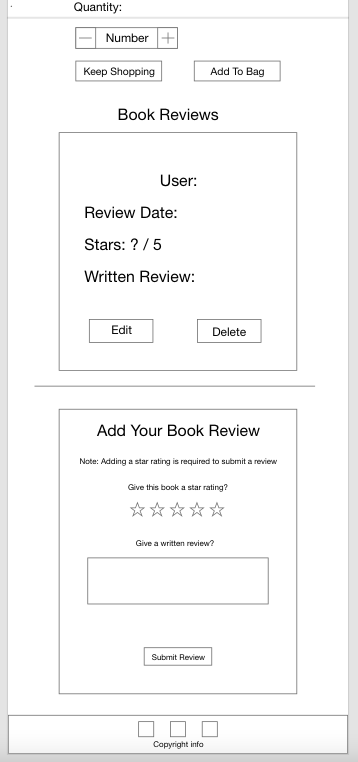 Quantity:
Number
Keep Shopping
Add To Bag
Book Reviews
User:
Review Date:
Stars: ? / 5
Written Review:
Edit
Delete
Add Your Book Review
Note: Adding a star rating is required to submit a review
Give this book a star rating?
Give a written review?
Submit Review
Copyright info